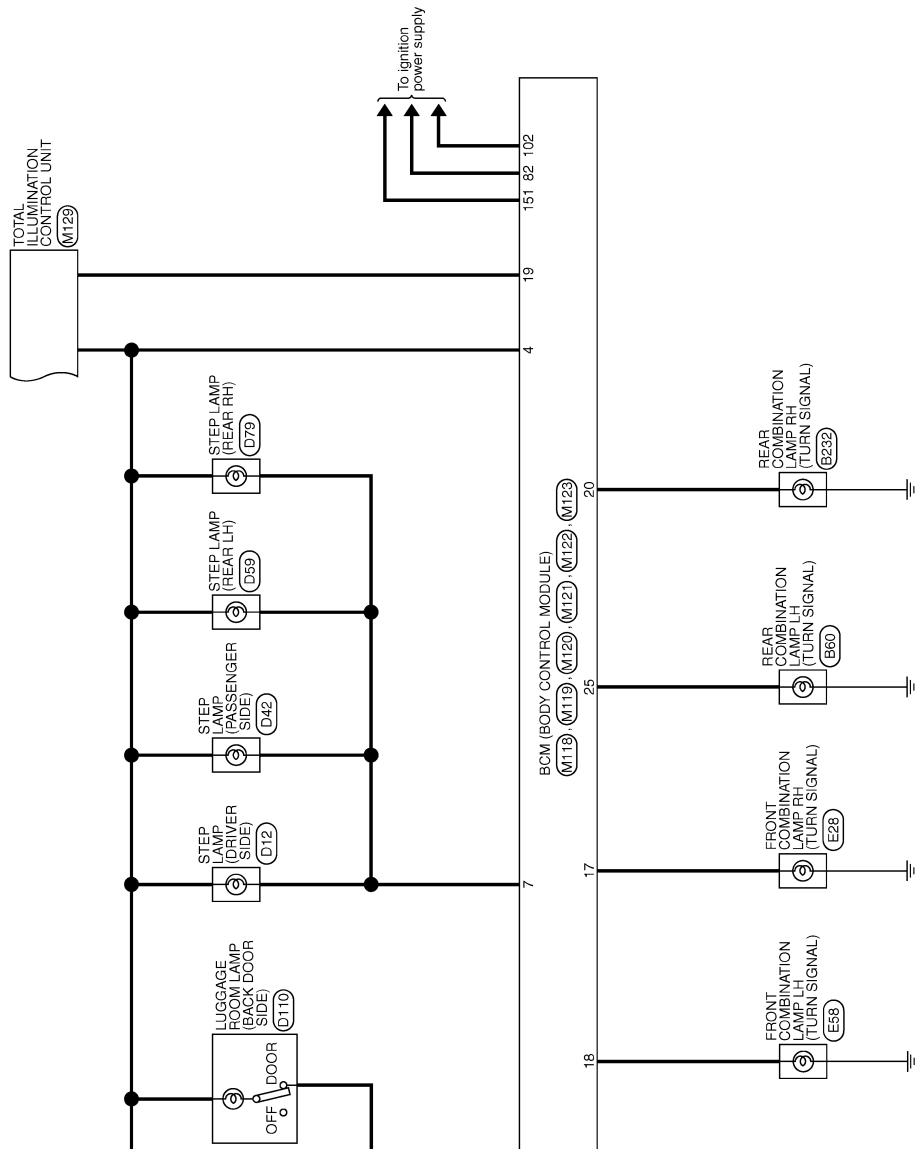 To ignition
power supply
TOTAL
ILLUMINATION
CONTROL UNIT
M129
102
82
151
19
4
STEP LAMP
(REAR RH)
D79
STEP LAMP
(REAR LH)
D59
STEP
LAMP
(PASSENGER
SIDE)
D42
STEP
LAMP
(DRIVER
SIDE)
D12
LUGGAGE
ROOM LAMP
(BACK DOOR
SIDE)
D110
DOOR
OFF
7
BCM (BODY CONTROL MODULE)
M118, M119, M120, M121, M122, M123
20
25
17
18
REAR
COMBINATION
LAMP RH
(TURN SIGNAL)
B232
REAR
COMBINATION
LAMP LH
(TURN SIGNAL)
B60
FRONT
COMBINATION
LAMP RH
(TURN SIGNAL)
E28
FRONT
COMBINATION
LAMP LH
(TURN SIGNAL)
E58